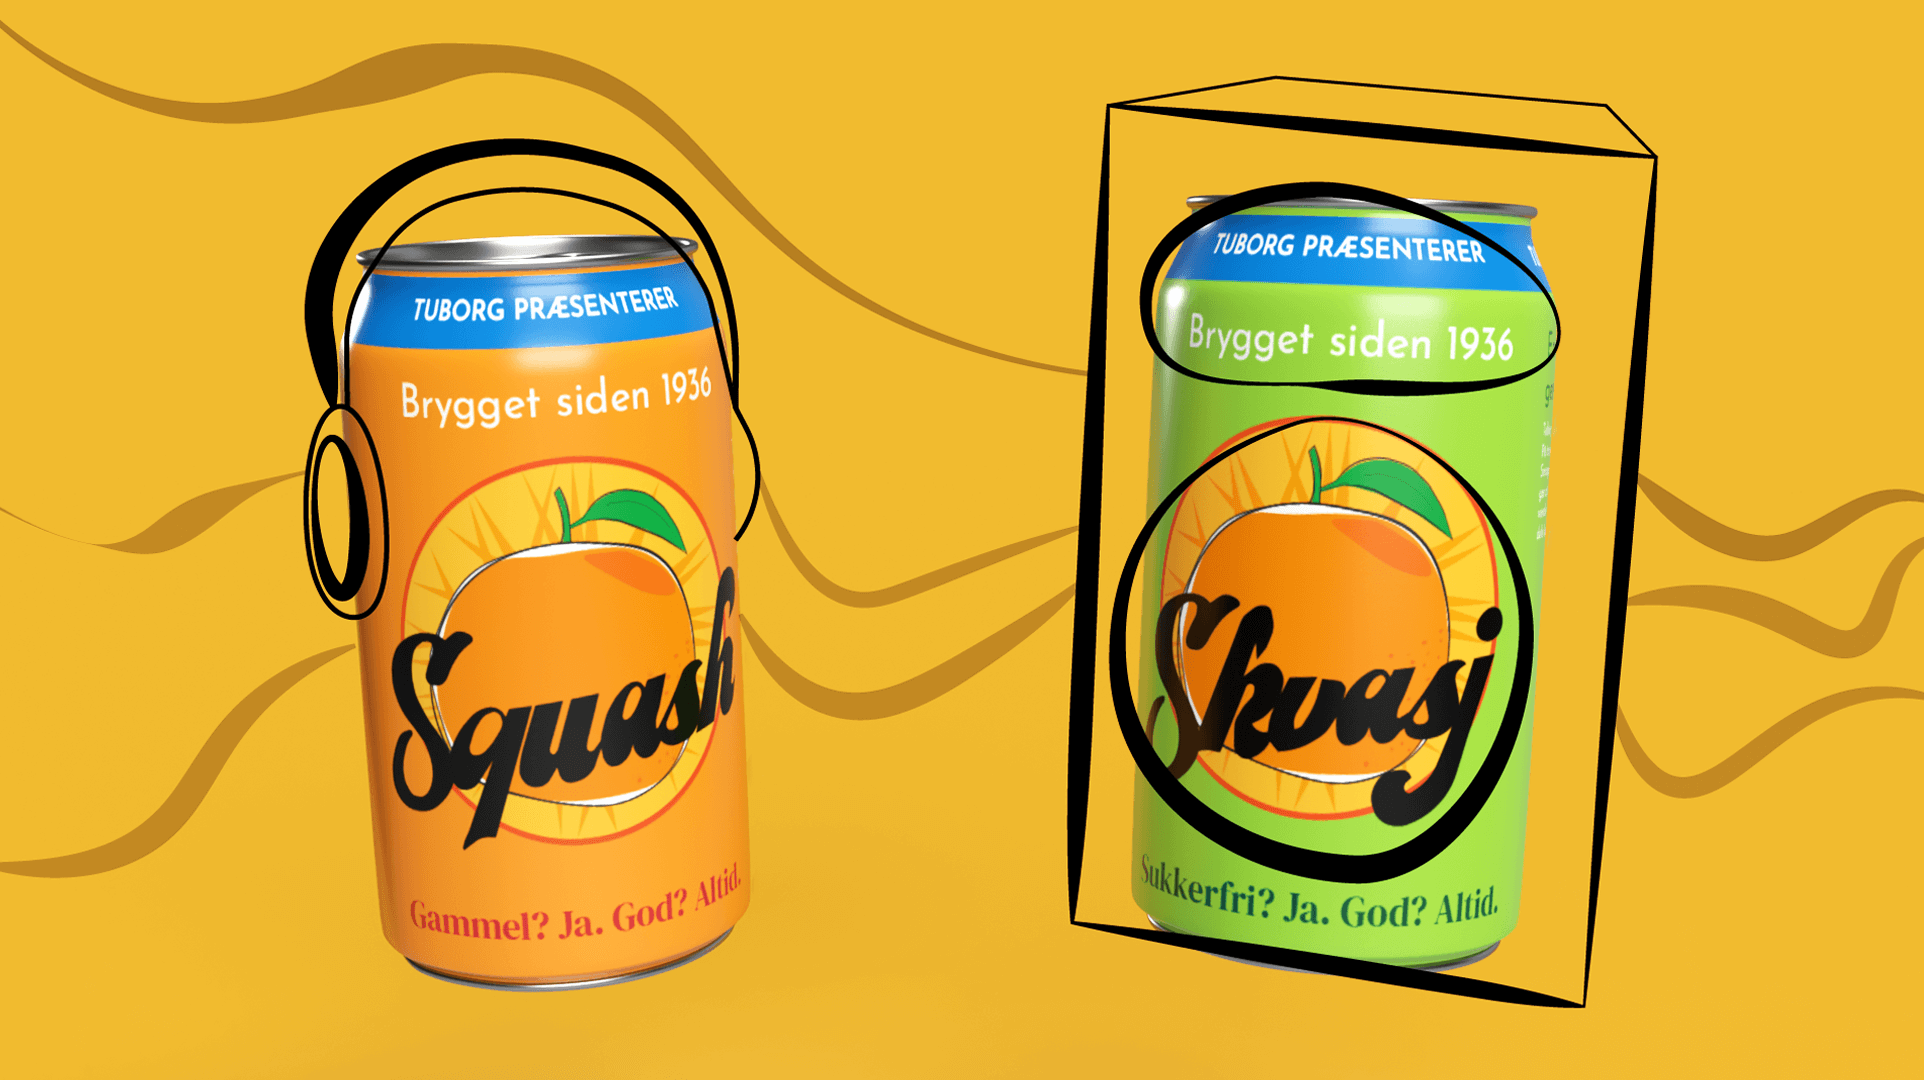 TUBORG PRÆSENTERER
Brygget siden 1936
Squash
Gammel? Ja. God? Altid.
TUBORG PRÆSENTERER
Brygget siden 1936
Skvasj
Sukkerfri? Ja. God? Altid.